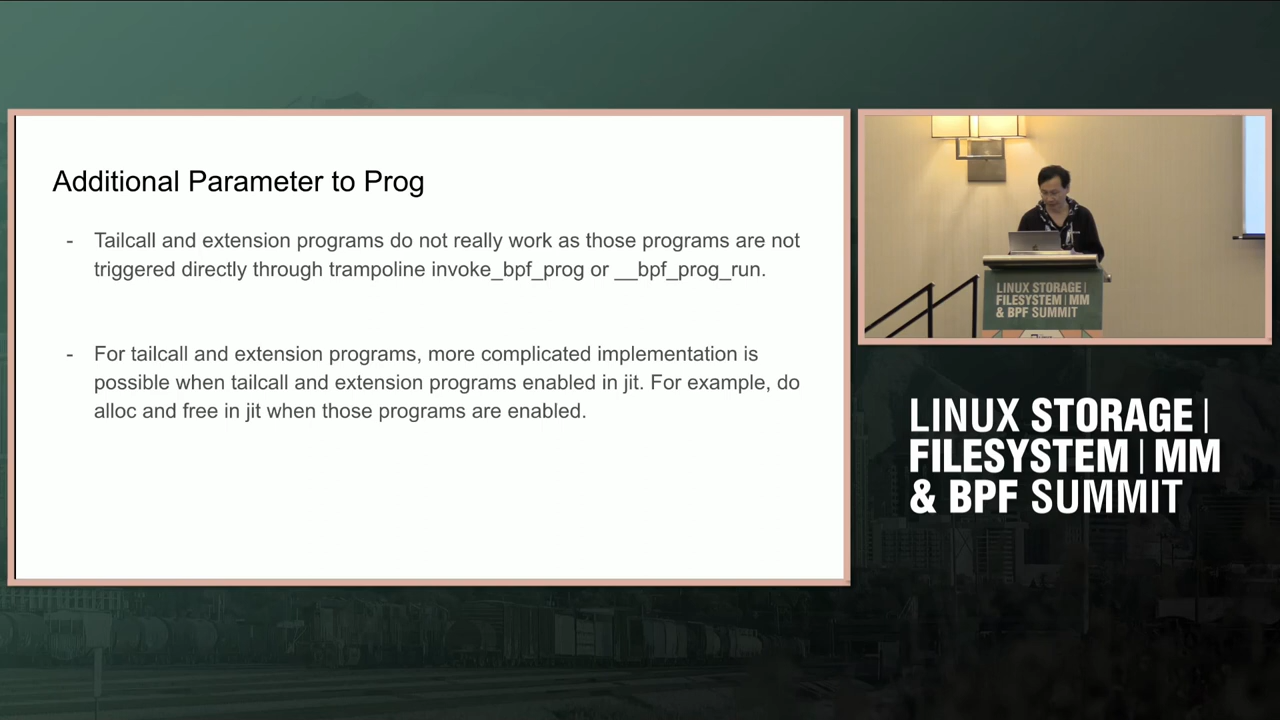 Additional Parameter to Prog
- Tailcall and extension programs do not really work as those programs are not
triggered directly through trampoline invoke_bpf_prog or __bpf_prog_run.
- For tailcall and extension programs, more complicated implementation is
possible when tailcall and extension programs enabled in jit. For example, do
alloc and free in jit when those programs are enabled.
LINUX STORAGE |
FILESYSTEM | MM
& BPF SUMMIT
LINUX STORAGE |
FILESYSTEM | MM
& BPF SUMMIT